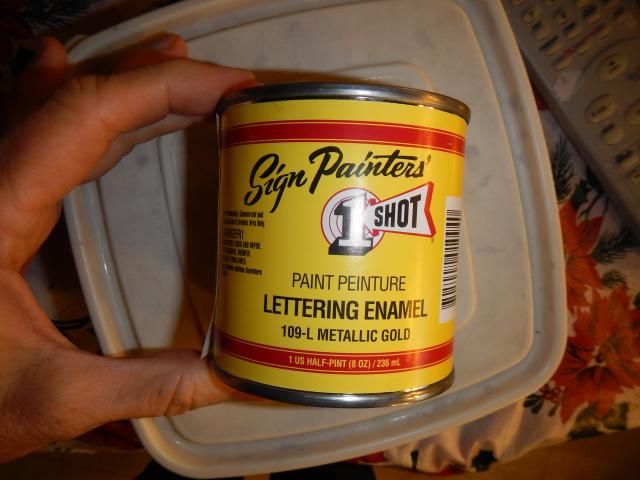 Sign Painters'
1 SHOT
DANGER!
PAINT PEINTURE
LETTERING ENAMEL
109-L METALLIC GOLD
1 US HALF-PINT (8 OZ) / 236 mL